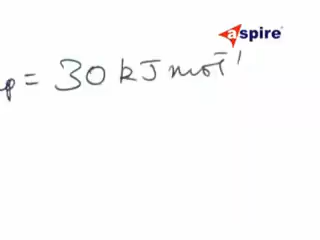 aspire
p = 30 kJ mol⁻¹